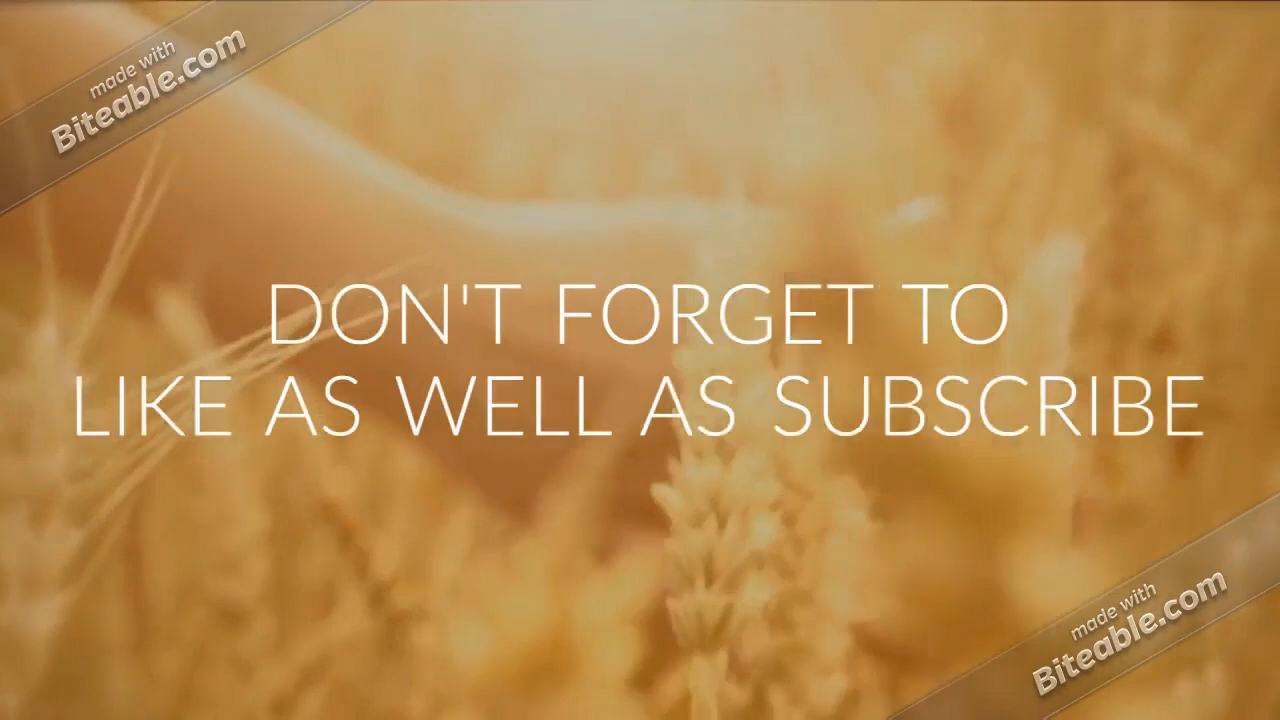 made with
Biteable.com
DON'T FORGET TO
LIKE AS WELL AS SUBSCRIBE
made with
Biteable.com